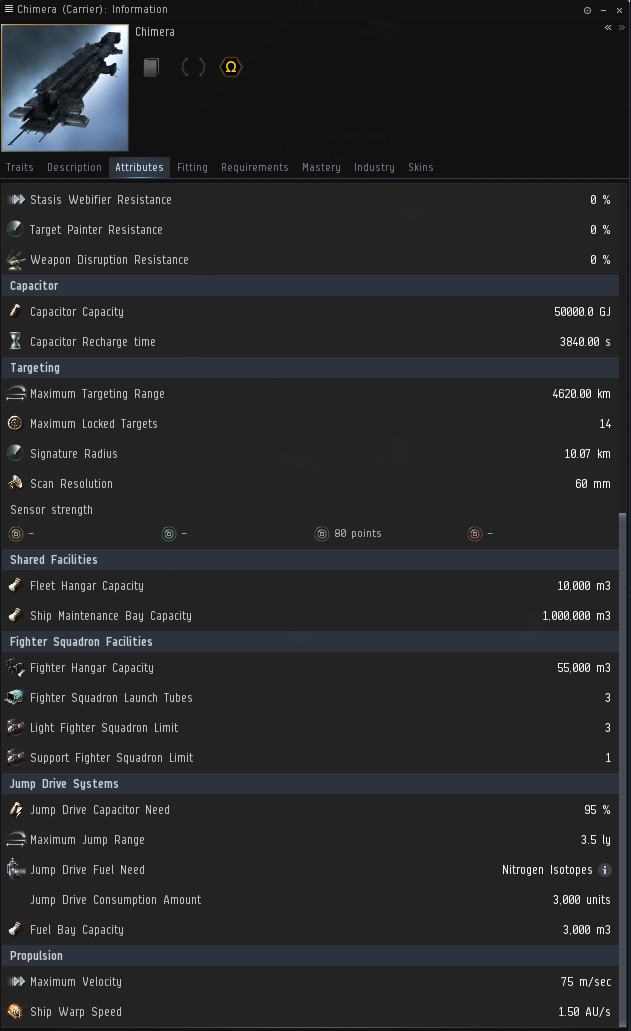 Chimera (Carrier): Information
Chimera
Ω
Traits Description Attributes Fitting Requirements Mastery Industry Skins
Stasis Webifier Resistance 0 %
Target Painter Resistance 0 %
Weapon Disruption Resistance 0 %
Capacitor
Capacitor Capacity 50000.0 GJ
Capacitor Recharge time 3840.00 s
Targeting
Maximum Targeting Range 4620.00 km
Maximum Locked Targets 14
Signature Radius 10.07 km
Scan Resolution 60 mm
Sensor strength
– – 80 points –
Shared Facilities
Fleet Hangar Capacity 10,000 m3
Ship Maintenance Bay Capacity 1,000,000 m3
Fighter Squadron Facilities
Fighter Hangar Capacity 55,000 m3
Fighter Squadron Launch Tubes 3
Light Fighter Squadron Limit 3
Support Fighter Squadron Limit 1
Jump Drive Systems
Jump Drive Capacitor Need 95 %
Maximum Jump Range 3.5 ly
Jump Drive Fuel Need Nitrogen Isotopes i
Jump Drive Consumption Amount 3,000 units
Fuel Bay Capacity 3,000 m3
Propulsion
Maximum Velocity 75 m/sec
Ship Warp Speed 1.50 AU/s